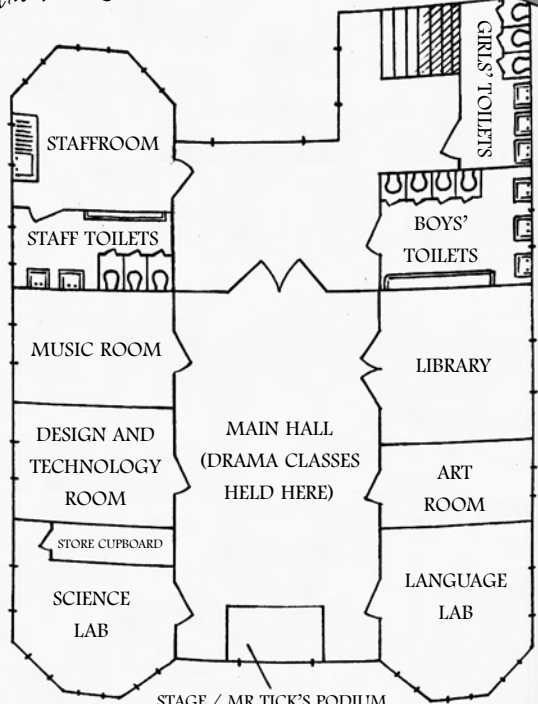 GIRLS' TOILETS
STAFFROOM
STAFF TOILETS
BOYS'
TOILETS
MUSIC ROOM
LIBRARY
DESIGN AND
TECHNOLOGY
ROOM
MAIN HALL
(DRAMA CLASSES
HELD HERE)
ART
ROOM
STORE CUPBOARD
SCIENCE
LAB
LANGUAGE
LAB
STAGE / MR TICK'S PODIUM